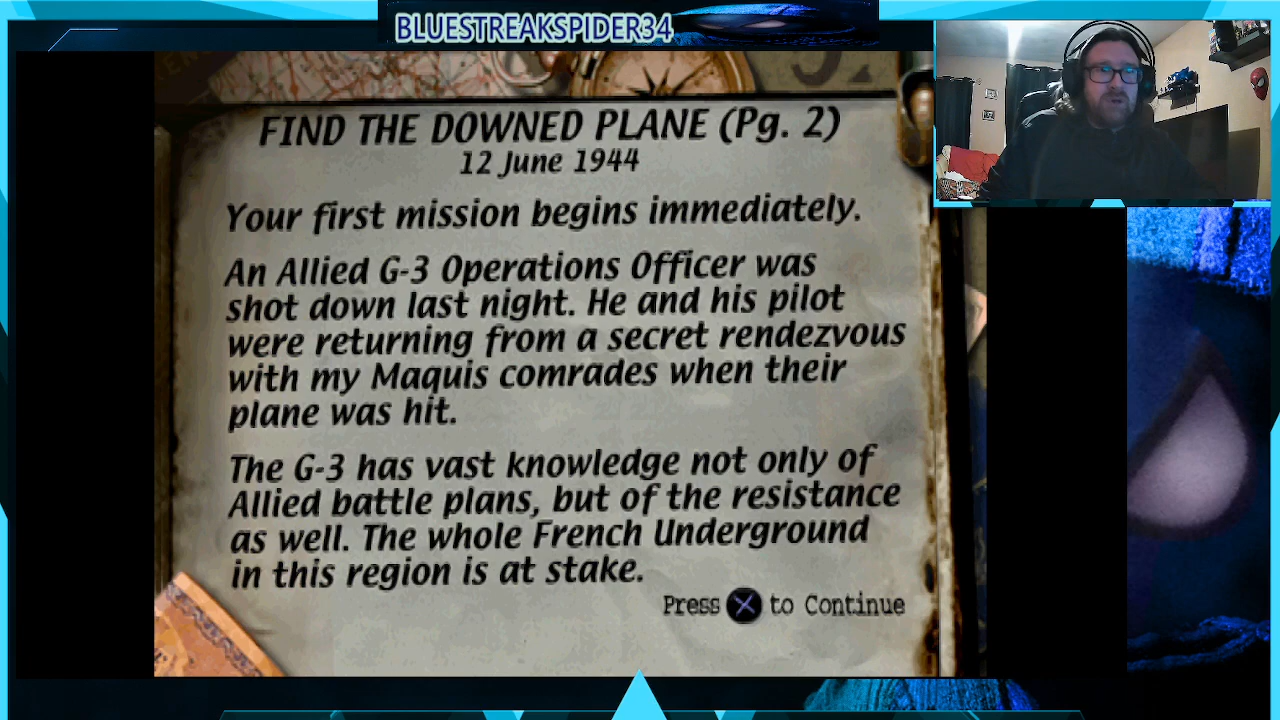 BLUESTREAKSPIDER34
FIND THE DOWNED PLANE (Pg. 2)
12 June 1944
Your first mission begins immediately.
An Allied G-3 Operations Officer was
shot down last night. He and his pilot
were returning from a secret rendezvous
with my Maquis comrades when their
plane was hit.
The G-3 has vast knowledge not only of
Allied battle plans, but of the resistance
as well. The whole French Underground
in this region is at stake.
Press X to Continue